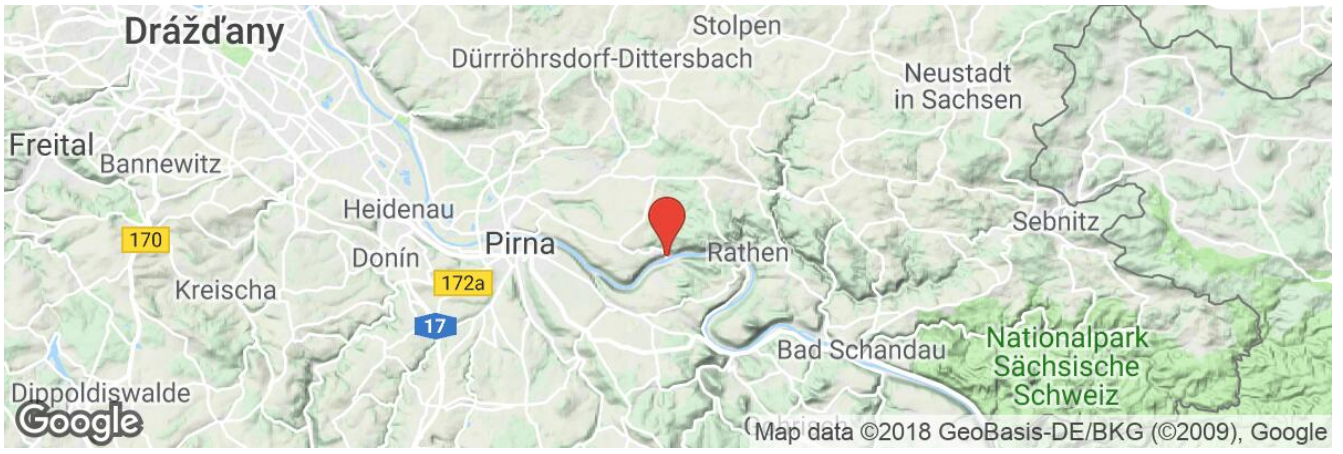 Drážďany
Stolpen
Dürrröhrsdorf-Dittersbach
Neustadt
in Sachsen
Freital
Bannewitz
Heidenau
Sebnitz
170
Pirna
Rathen
Donín
172a
Kreischa
17
Nationalpark
Sächsische
Schweiz
Bad Schandau
Dippoldiswalde
Google
Map data ©2018 GeoBasis-DE/BKG (©2009), Google